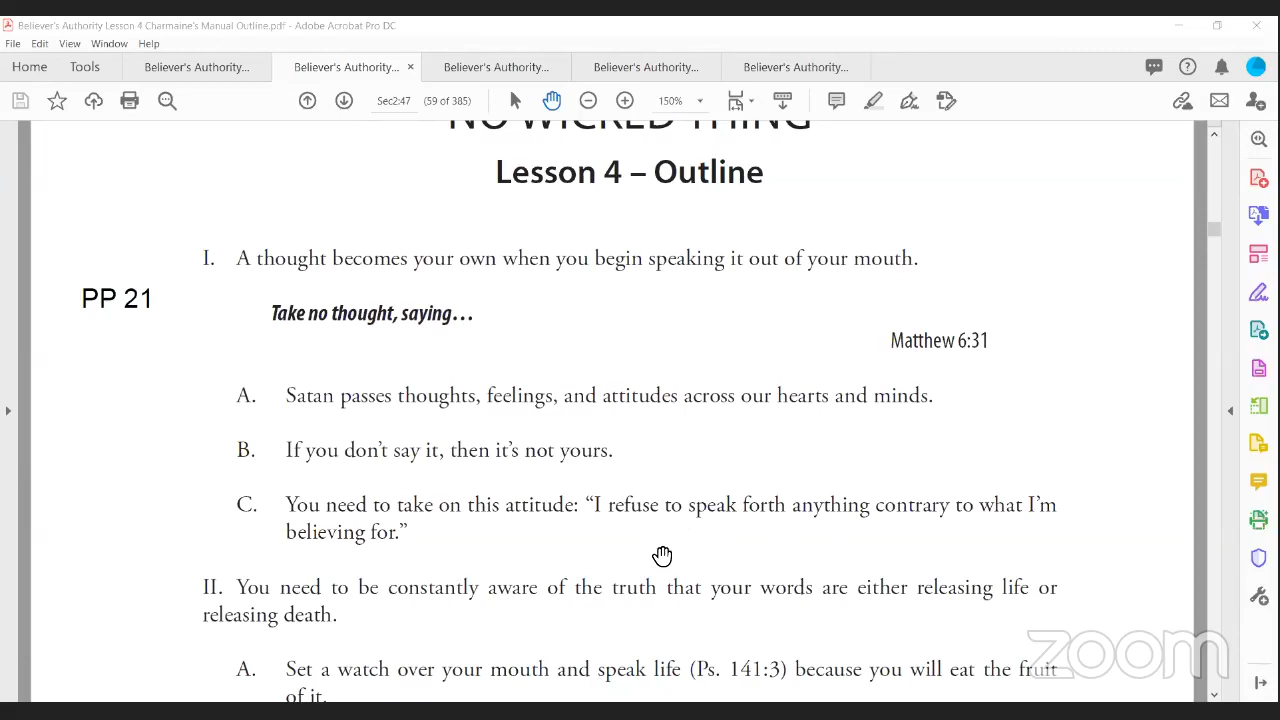 Believer's Authority Lesson 4 Charmaine's Manual Outline.pdf - Adobe Acrobat Pro DC
File Edit View Window Help
Home Tools Believer's Authority... Believer's Authority... × Believer's Authority... Believer's Authority... Believer's Authority...
Sec2:47 (59 of 385) 150%
NO WICKED THING
Lesson 4 – Outline
I. A thought becomes your own when you begin speaking it out of your mouth.
PP 21
Take no thought, saying…
Matthew 6:31
A. Satan passes thoughts, feelings, and attitudes across our hearts and minds.
B. If you don't say it, then it's not yours.
C. You need to take on this attitude: “I refuse to speak forth anything contrary to what I'm
believing for.”
II. You need to be constantly aware of the truth that your words are either releasing life or
releasing death.
A. Set a watch over your mouth and speak life (Ps. 141:3) because you will eat the fruit
of it.
zoom